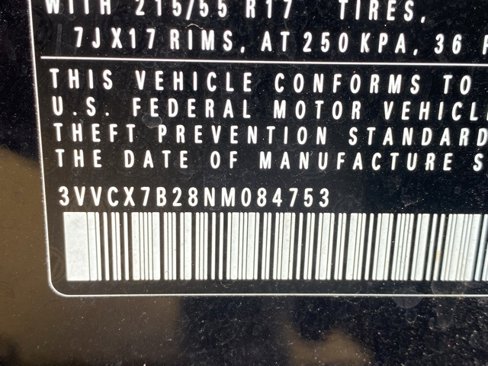 WITH 215/55 R17 TIRES,
7JX17 RIMS, AT 250 KPA, 36
THIS VEHICLE CONFORMS TO
U.S. FEDERAL MOTOR VEHICL
THEFT PREVENTION STANDARD
THE DATE OF MANUFACTURE S
3VVCX7B28NM084753